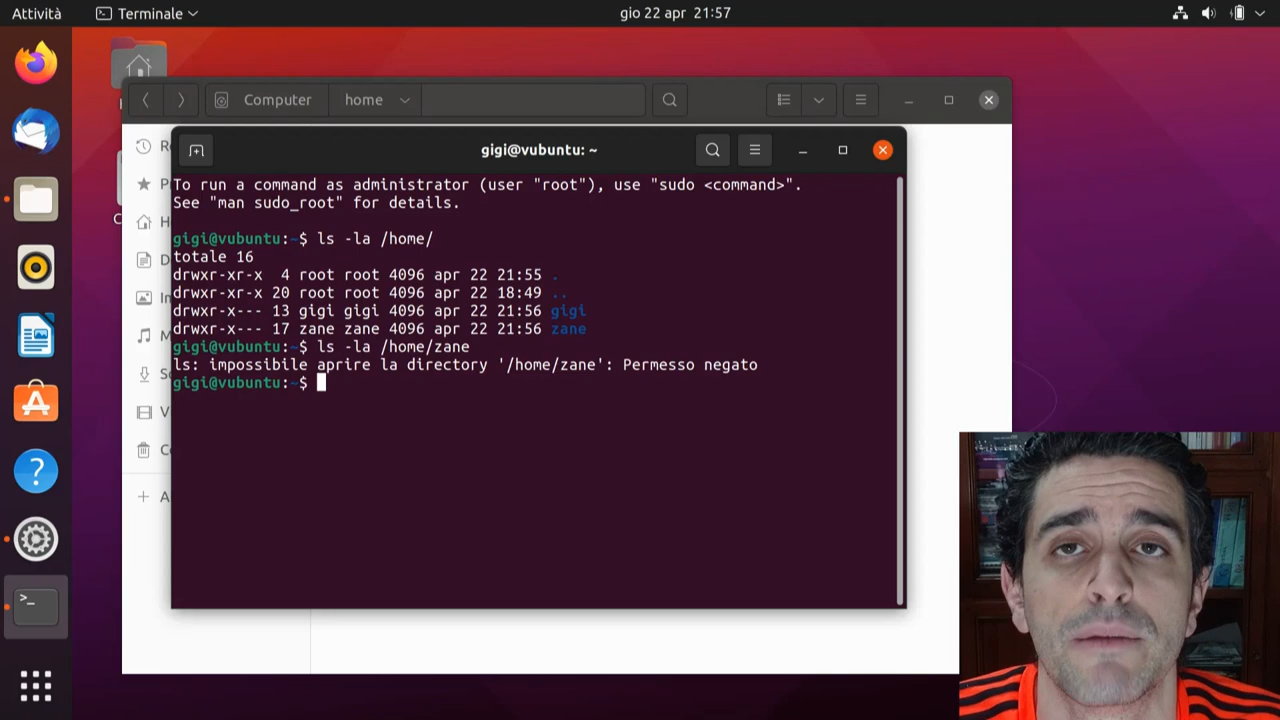 Attività
Terminale
gio 22 apr 21:57
Computer
home
gigi@vubuntu: ~
To run a command as administrator (user "root"), use "sudo <command>".
See "man sudo_root" for details.
gigi@vubuntu:~$ ls -la /home/
totale 16
drwxr-xr-x 4 root root 4096 apr 22 21:55 .
drwxr-xr-x 20 root root 4096 apr 22 18:49 ..
drwxr-x--- 13 gigi gigi 4096 apr 22 21:56 gigi
drwxr-x--- 17 zane zane 4096 apr 22 21:56 zane
gigi@vubuntu:~$ ls -la /home/zane
ls: impossibile aprire la directory '/home/zane': Permesso negato
gigi@vubuntu:~$